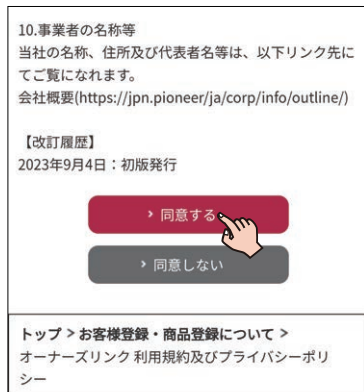 10.事業者の名称等
当社の名称、住所及び代表者名等は、以下リンク先に
てご覧になれます。
会社概要(https://jpn.pioneer/ja/corp/info/outline/)
【改訂履歴】
2023年9月4日：初版発行
› 同意する
› 同意しない
トップ > お客様登録・商品登録について >
オーナーズリンク 利用規約及びプライバシーポリ
シー